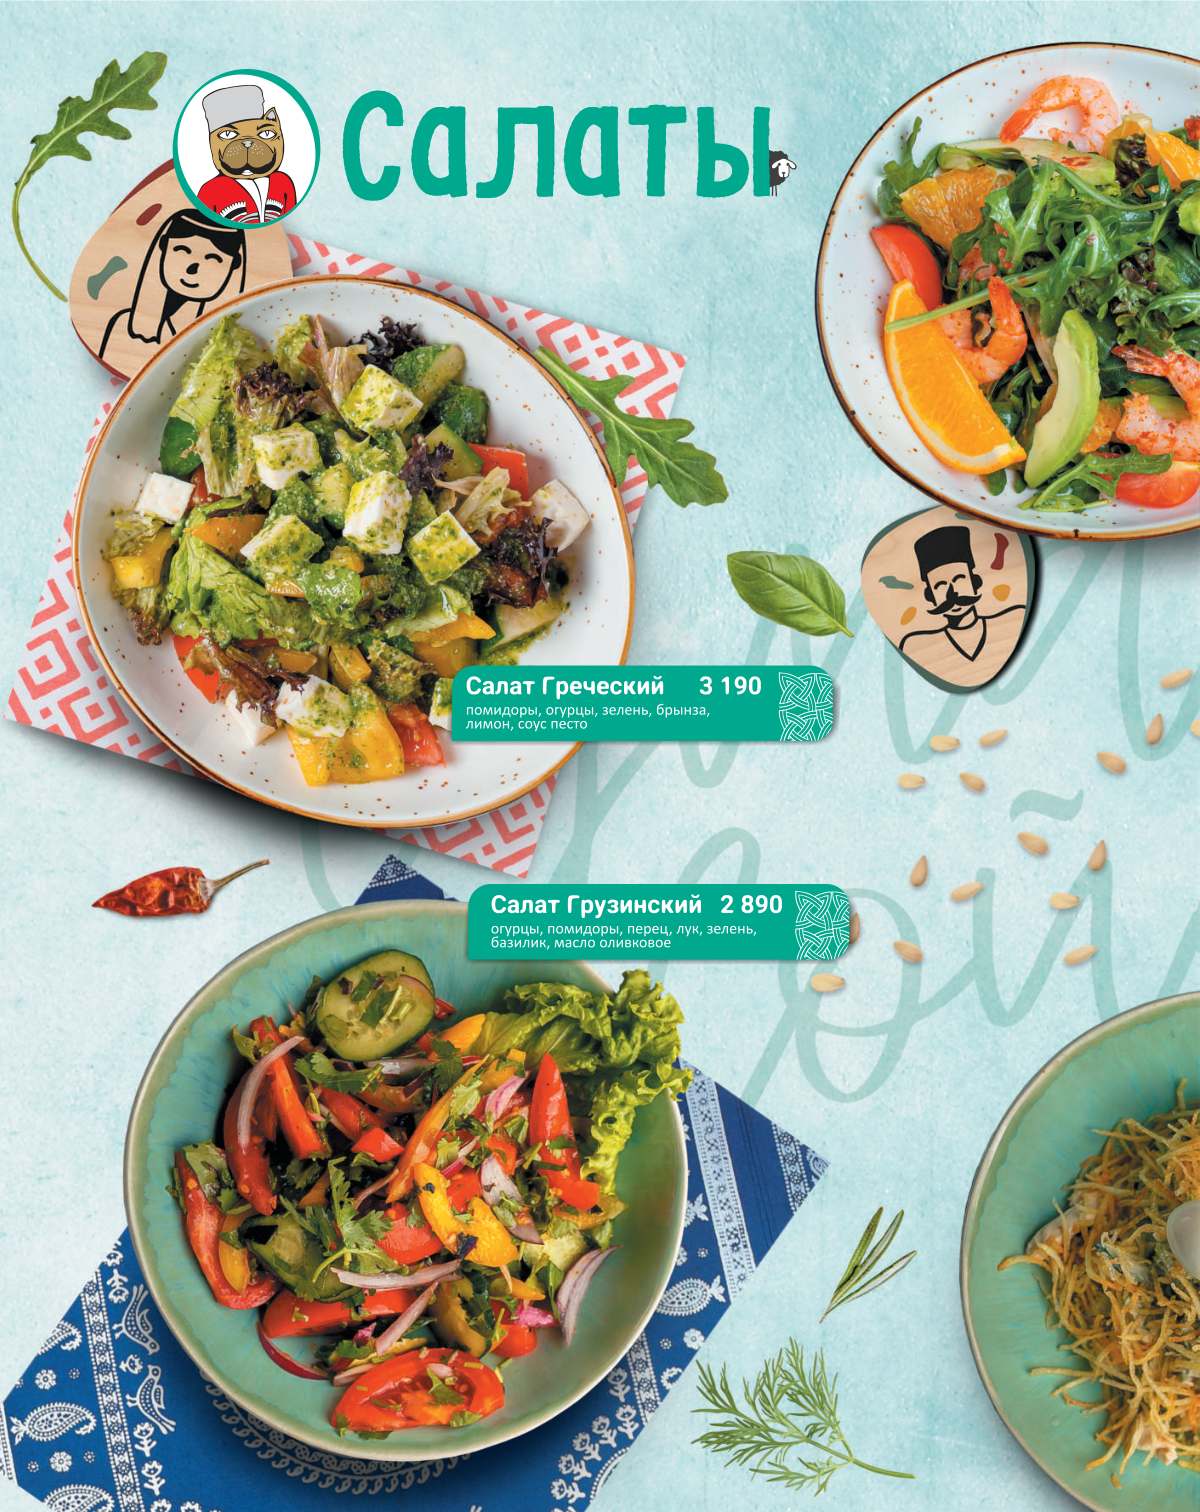 Салаты
Салат Греческий 3 190
помидоры, огурцы, зелень, брынза,
лимон, соус песто
Салат Грузинский 2 890
огурцы, помидоры, перец, лук, зелень,
базилик, масло оливковое